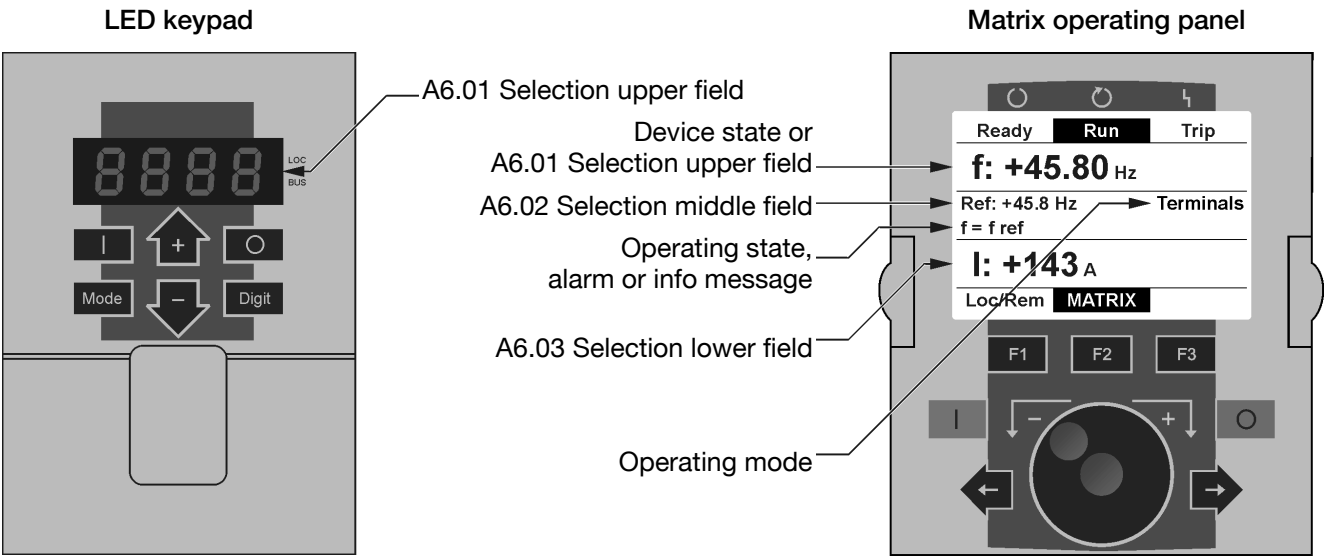 LED keypad
Matrix operating panel
A6.01 Selection upper field
Device state or
A6.01 Selection upper field
A6.02 Selection middle field
Operating state,
alarm or info message
A6.03 Selection lower field
Operating mode
8888
LOC
BUS
I
+
O
Mode
–
Digit
Ready Run Trip
f: +45.80 Hz
Ref: +45.8 Hz Terminals
f = f ref
I: +143 A
Loc/Rem MATRIX
F1 F2 F3
I
– +
O